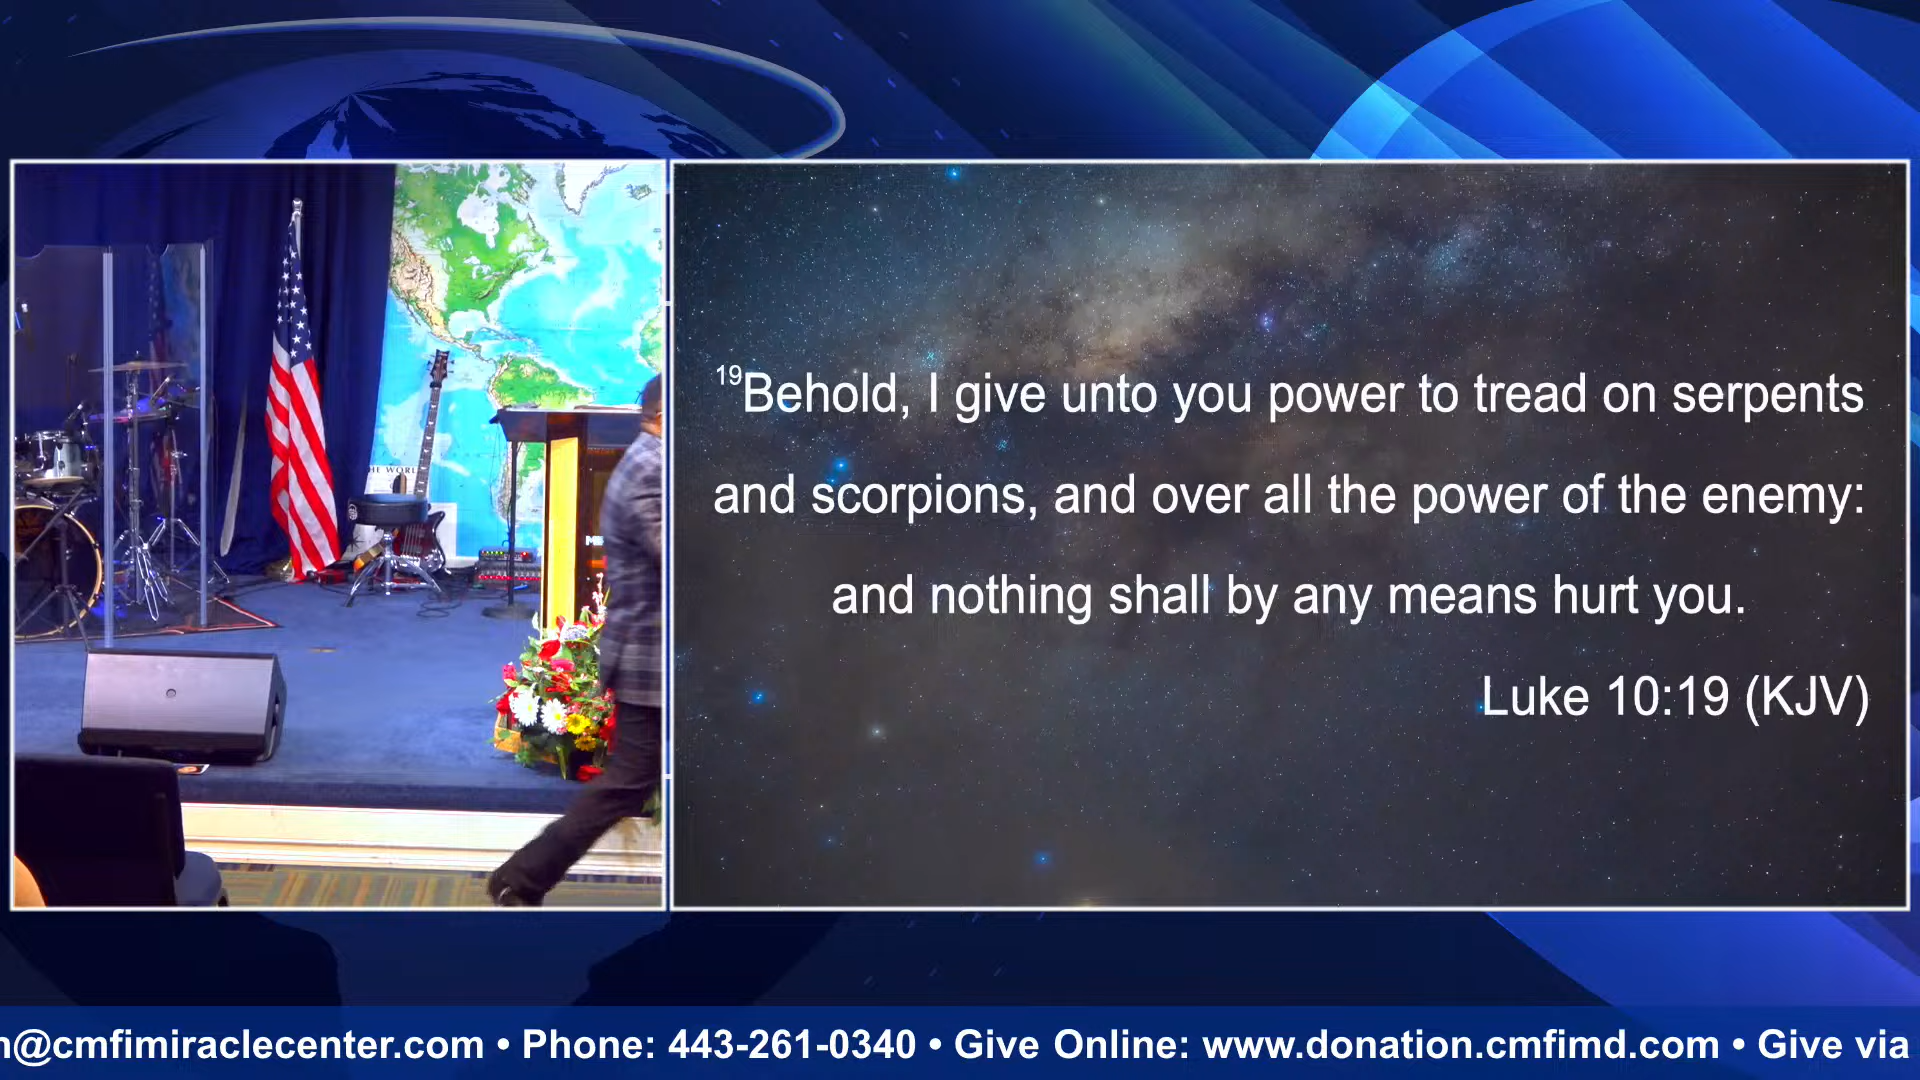 THE WORL
19Behold, I give unto you power to tread on serpents
and scorpions, and over all the power of the enemy:
and nothing shall by any means hurt you.
Luke 10:19 (KJV)
n@cmfimiraclecenter.com • Phone: 443-261-0340 • Give Online: www.donation.cmfimd.com • Give via